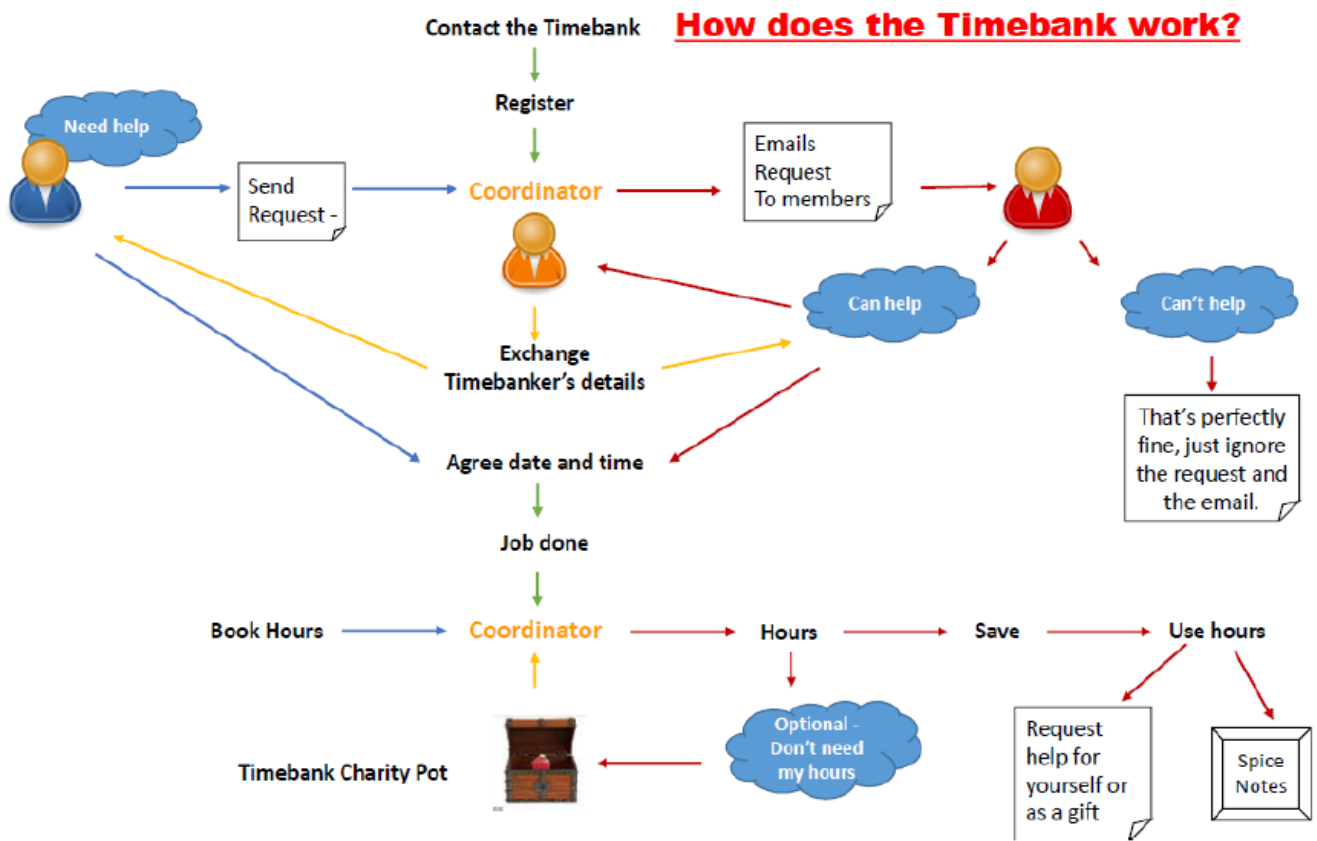 How does the Timebank work?
Contact the Timebank
Register
Need help
Send
Request -
Coordinator
Emails
Request
To members
Can help
Can't help
Exchange
Timebanker's details
That's perfectly
fine, just ignore
the request and
the email.
Agree date and time
Job done
Book Hours
Coordinator
Hours
Save
Use hours
Optional -
Don't need
my hours
Timebank Charity Pot
Request
help for
yourself or
as a gift
Spice
Notes